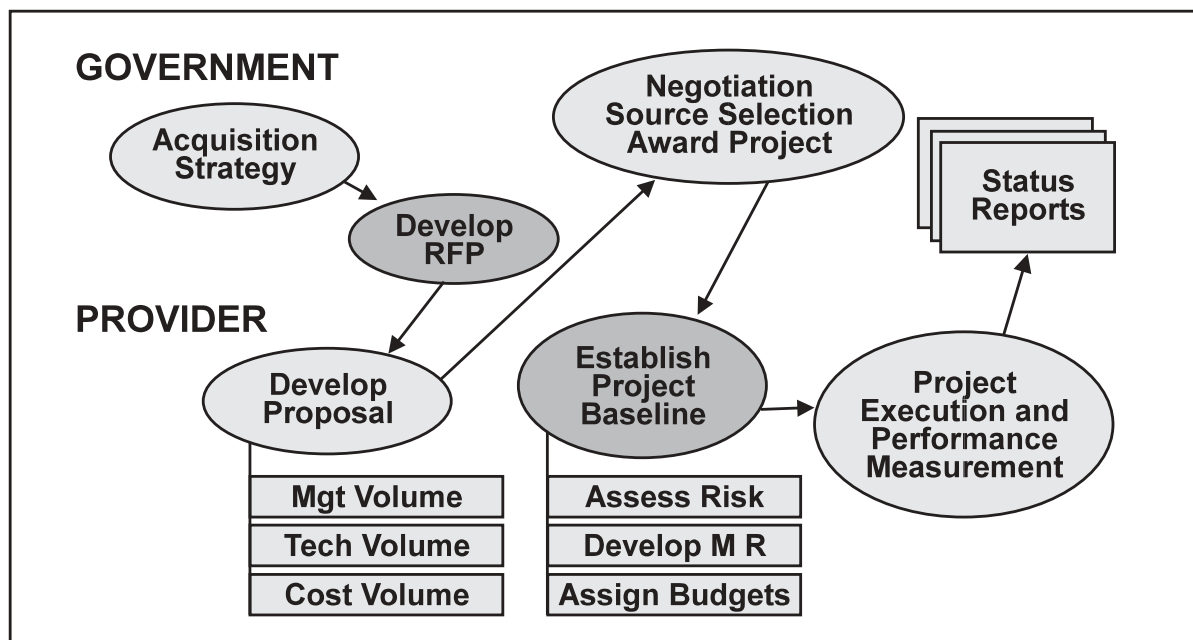 GOVERNMENT
Acquisition
Strategy
Develop
RFP
Negotiation
Source Selection
Award Project
Status
Reports
PROVIDER
Develop
Proposal
Mgt Volume
Tech Volume
Cost Volume
Establish
Project
Baseline
Assess Risk
Develop M R
Assign Budgets
Project
Execution and
Performance
Measurement